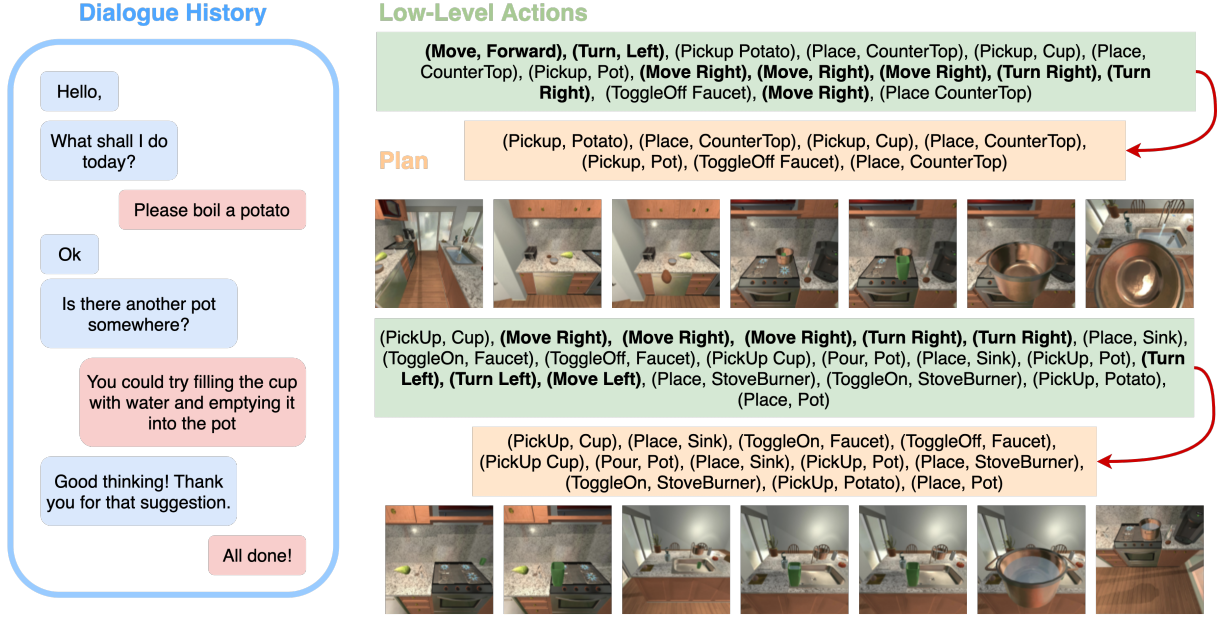 Dialogue History
Hello,
What shall I do
today?
Please boil a potato
Ok
Is there another pot
somewhere?
You could try filling the cup
with water and emptying it
into the pot
Good thinking! Thank
you for that suggestion.
All done!
Low-Level Actions
(Move, Forward), (Turn, Left), (Pickup Potato), (Place, CounterTop), (Pickup, Cup), (Place,
CounterTop), (Pickup, Pot), (Move Right), (Move, Right), (Move Right), (Turn Right), (Turn
Right), (ToggleOff Faucet), (Move Right), (Place CounterTop)
Plan
(Pickup, Potato), (Place, CounterTop), (Pickup, Cup), (Place, CounterTop),
(Pickup, Pot), (ToggleOff Faucet), (Place, CounterTop)
(PickUp, Cup), (Move Right), (Move Right), (Move Right), (Turn Right), (Turn Right), (Place, Sink),
(ToggleOn, Faucet), (ToggleOff, Faucet), (PickUp Cup), (Pour, Pot), (Place, Sink), (PickUp, Pot), (Turn
Left), (Turn Left), (Move Left), (Place, StoveBurner), (ToggleOn, StoveBurner), (PickUp, Potato),
(Place, Pot)
(PickUp, Cup), (Place, Sink), (ToggleOn, Faucet), (ToggleOff, Faucet),
(PickUp Cup), (Pour, Pot), (Place, Sink), (PickUp, Pot), (Place, StoveBurner),
(ToggleOn, StoveBurner), (PickUp, Potato), (Place, Pot)